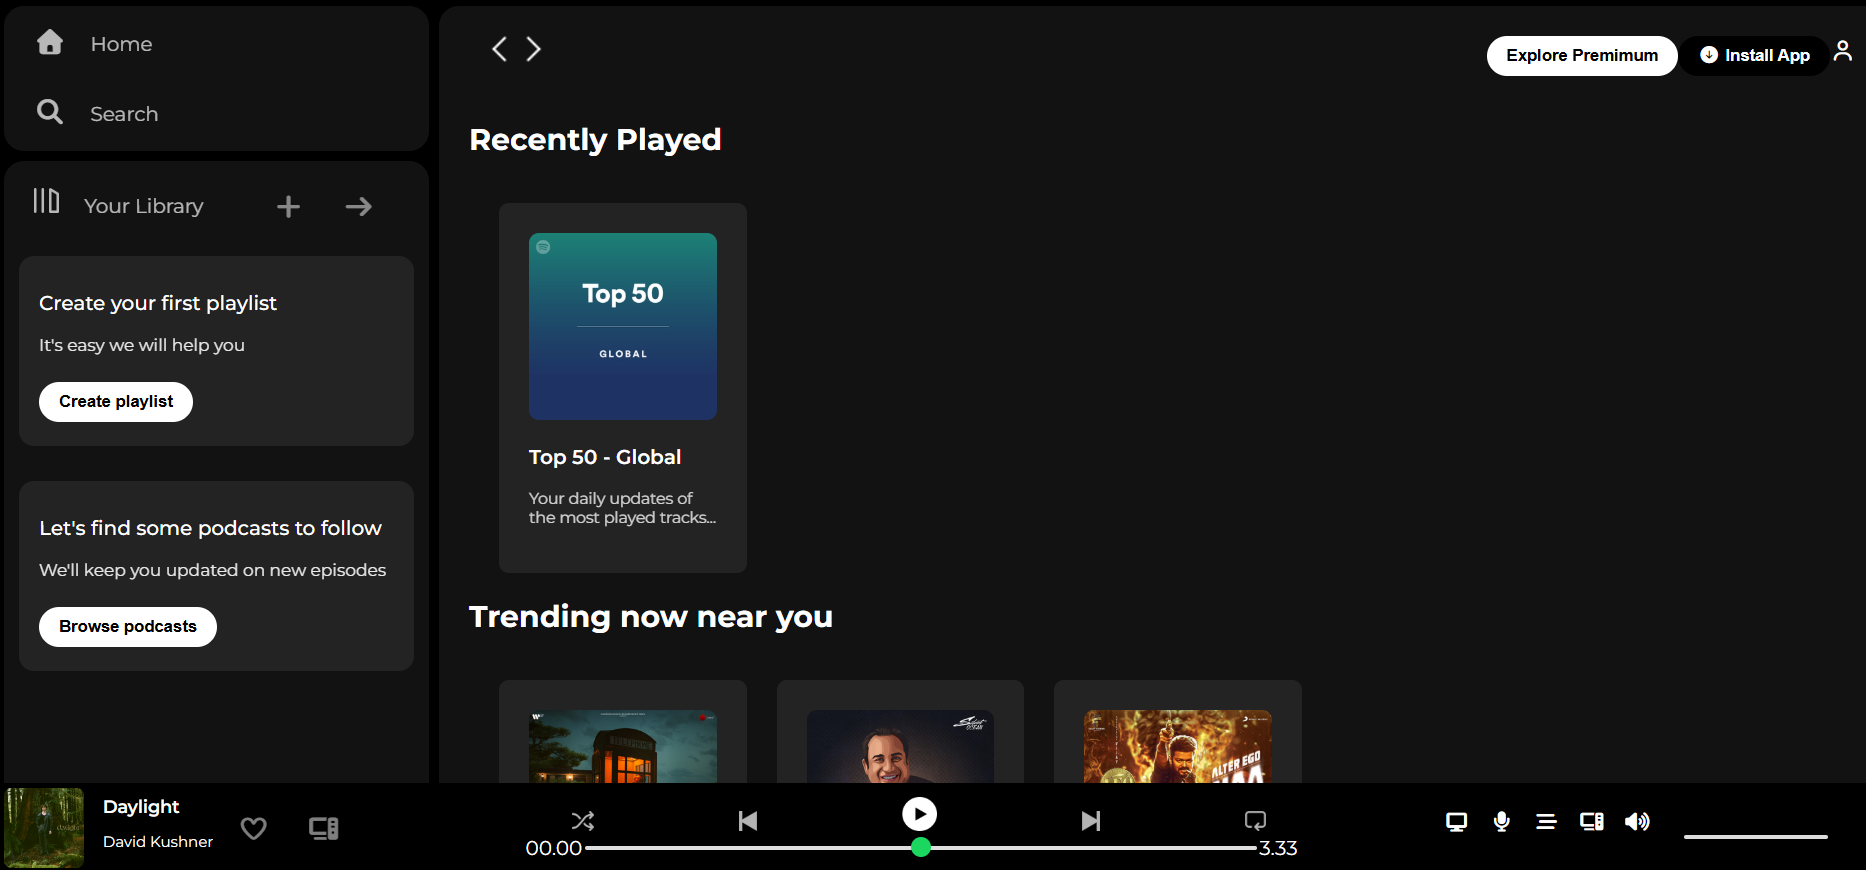 Home
Search
Your Library
Create your first playlist
It's easy we will help you
Create playlist
Let's find some podcasts to follow
We'll keep you updated on new episodes
Browse podcasts
Explore Premimum
Install App
Recently Played
Top 50
GLOBAL
Top 50 - Global
Your daily updates of
the most played tracks...
Trending now near you
TELEPHONE
ALTER EGO
Daylight
David Kushner
00.00
3.33